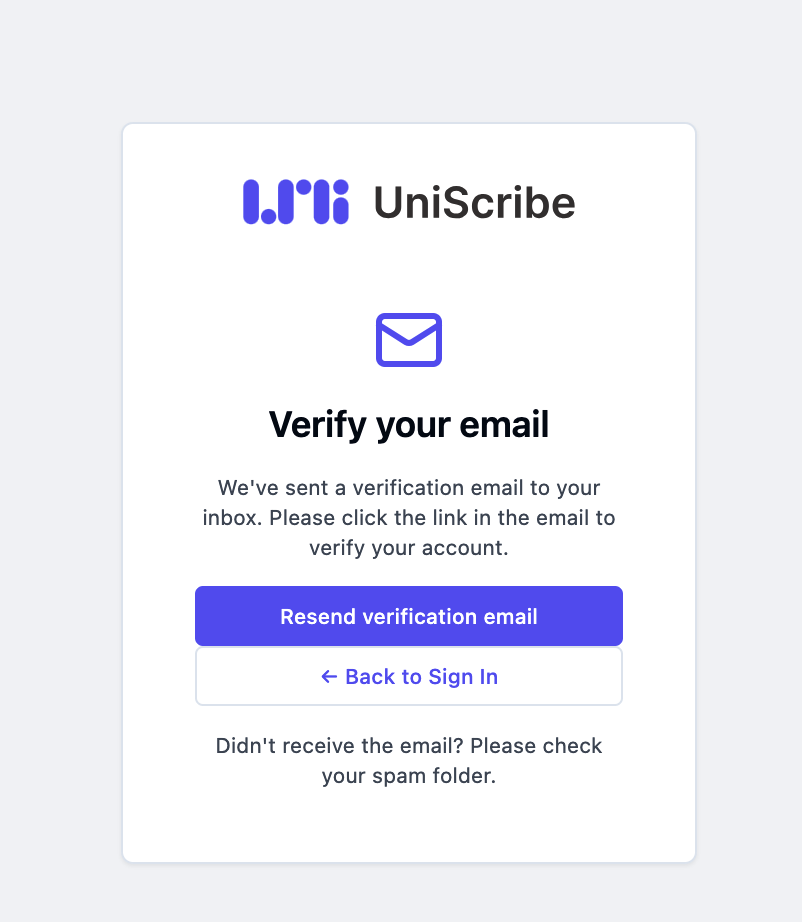 UniScribe
Verify your email
We've sent a verification email to your
inbox. Please click the link in the email to
verify your account.
Resend verification email
← Back to Sign In
Didn't receive the email? Please check
your spam folder.